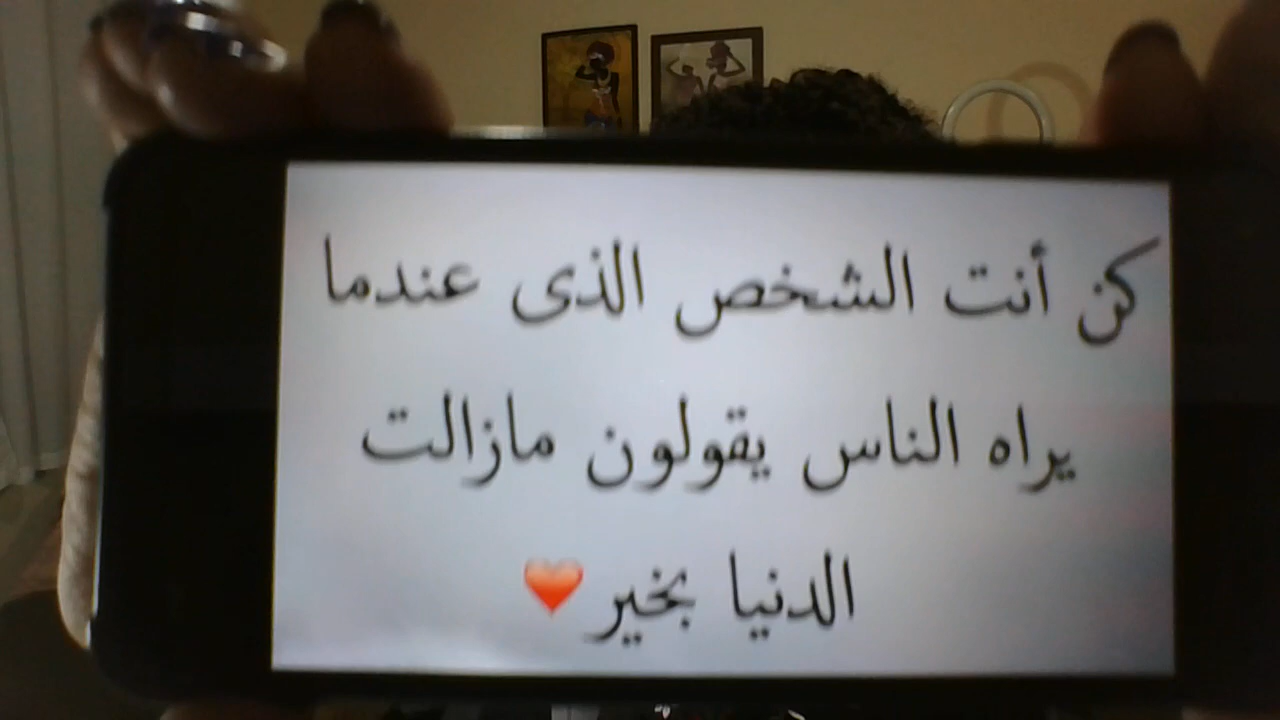 كن أنت الشخص الذى عندما
يراه الناس يقولون مازالت
الدنيا بخير❤️